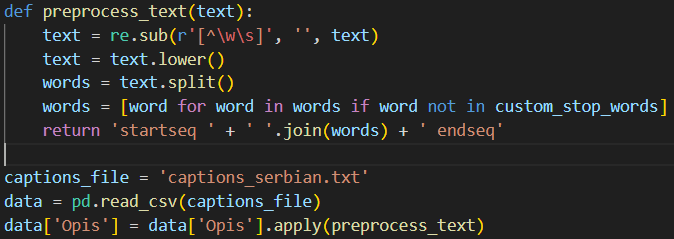 def preprocess_text(text):
    text = re.sub(r'[^\w\s]', '', text)
    text = text.lower()
    words = text.split()
    words = [word for word in words if word not in custom_stop_words]
    return 'startseq ' + ' '.join(words) + ' endseq'
captions_file = 'captions_serbian.txt'
data = pd.read_csv(captions_file)
data['Opis'] = data['Opis'].apply(preprocess_text)